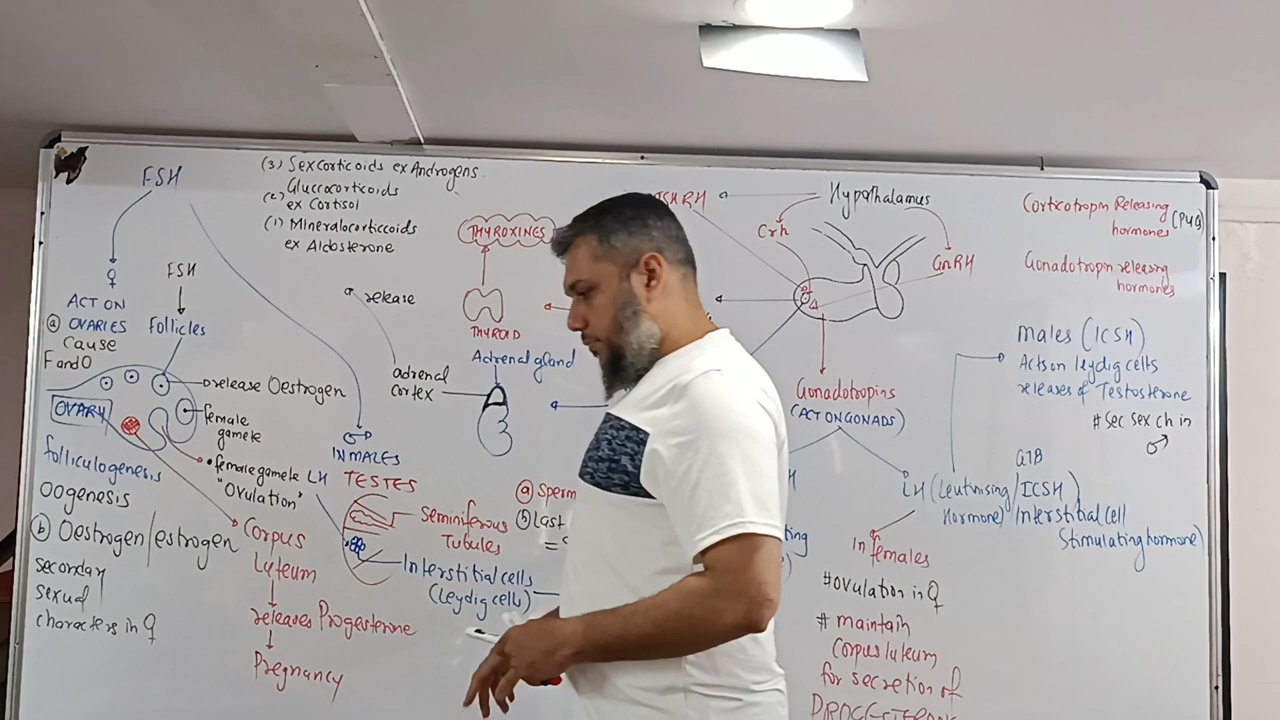 FSH
(3) Sexcorticoids ex Androgens.
(2) Glucocorticoids
ex Cortisol
(1) Mineralocorticoids
ex Aldosterone
♀
ACT ON
ⓐ OVARIES
Cause
F and O
FSH
Follicles
release Oestrogen
female
gamete
OVARY
female gamete LH
"Ovulation"
folliculogenesis
Oogenesis
ⓑ Oestrogen/estrogen
secondary
sexual
characters in ♀
Corpus
Luteum
releases Progesterone
Pregnancy
THYROXINES
THYROID
release
Adrenal gland
adrenal
cortex
♂
IN MALES
TESTES
Seminiferous
Tubules
Interstitial cells
(Leydig cells)
ⓐ Sperm
ⓑ Last
TSHRH
Hypothalamus
Crh
GnRH
Gonadotropins
(ACT ON GONADS)
LH (Leutinising/ICSH)
Hormone) Interstitial cell
Stimulating hormone)
In females
#ovulation in ♀
# maintain
Corpus luteum
for secretion of
Corticotropin Releasing
hormones
Gonadotropin releasing
hormones
males (ICSH)
Acts on leydig cells
releases of Testosterone
# sec sex ch in
♂